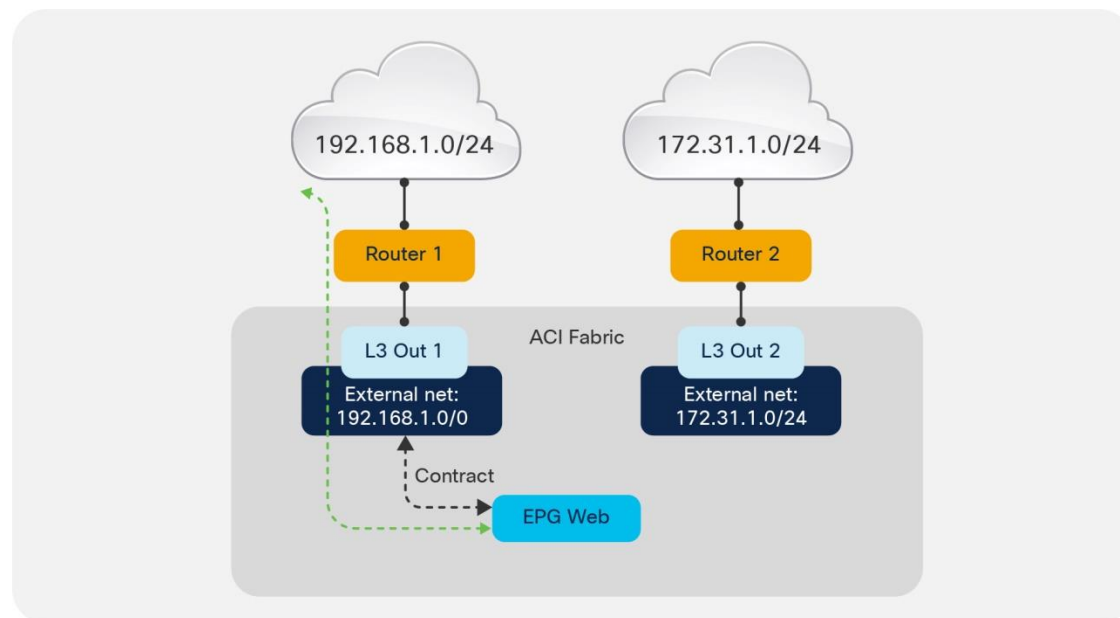 192.168.1.0/24
172.31.1.0/24
Router 1
Router 2
ACI Fabric
L3 Out 1
L3 Out 2
External net:
192.168.1.0/0
External net:
172.31.1.0/24
Contract
EPG Web